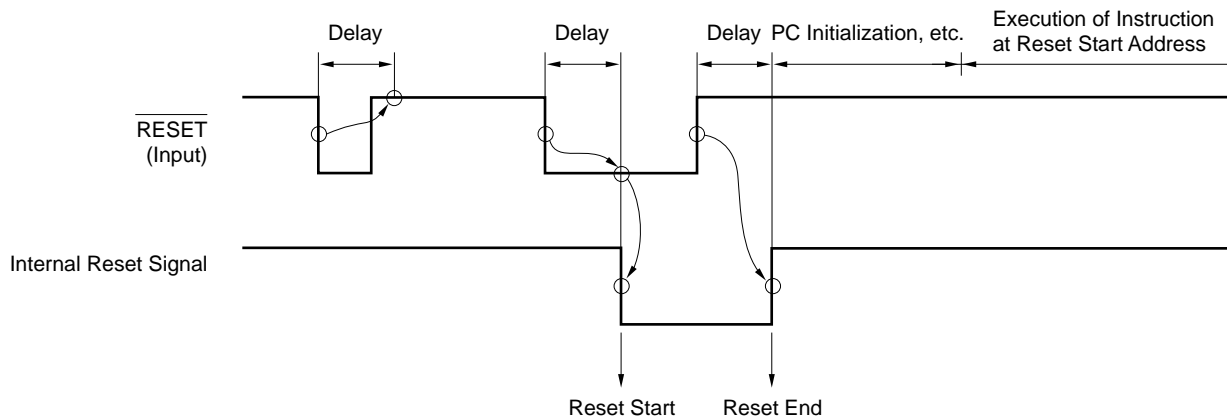 Delay
Delay
Delay
PC Initialization, etc.
Execution of Instruction
at Reset Start Address
RESET
(Input)
Internal Reset Signal
Reset Start
Reset End